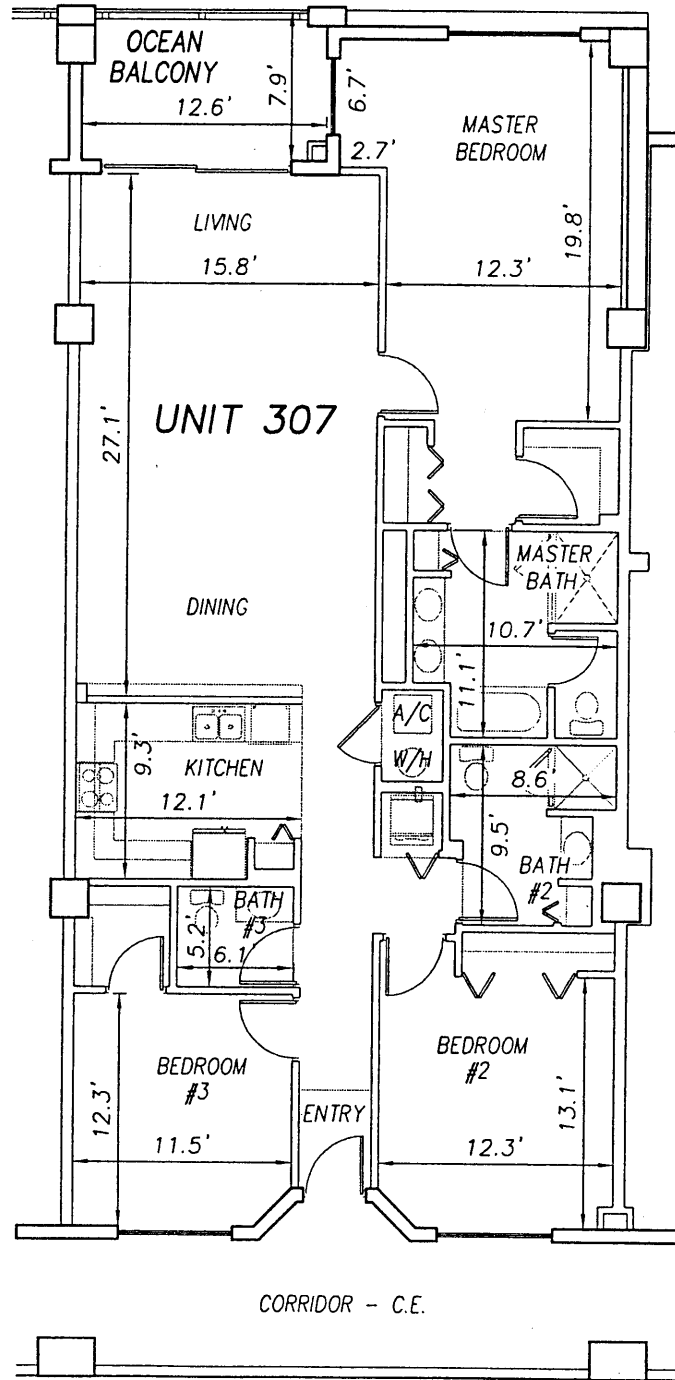 OCEAN
BALCONY
12.6'
7.9'
6.7'
2.7'
MASTER
BEDROOM
19.8'
12.3'
LIVING
15.8'
27.1'
UNIT 307
DINING
MASTER
BATH
10.7'
11.1'
A/C
W/H
KITCHEN
9.3'
12.1'
8.6'
9.5'
BATH
#2
BATH
#3
5.2'
6.1'
BEDROOM
#3
12.3'
11.5'
ENTRY
BEDROOM
#2
13.1'
12.3'
CORRIDOR - C.E.